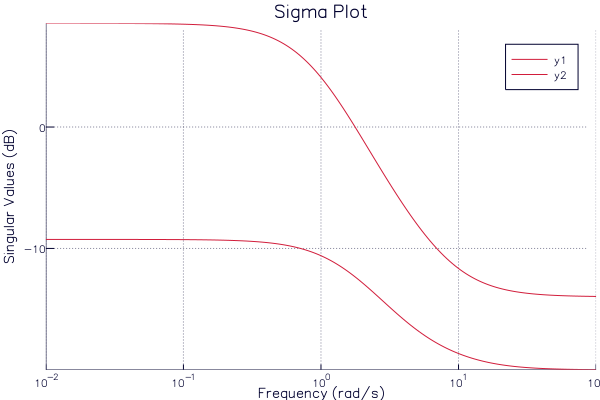 Sigma Plot
y1
y2
Singular Values (dB)
0
-10
10^-2
10^-1
10^0
10^1
10
Frequency (rad/s)